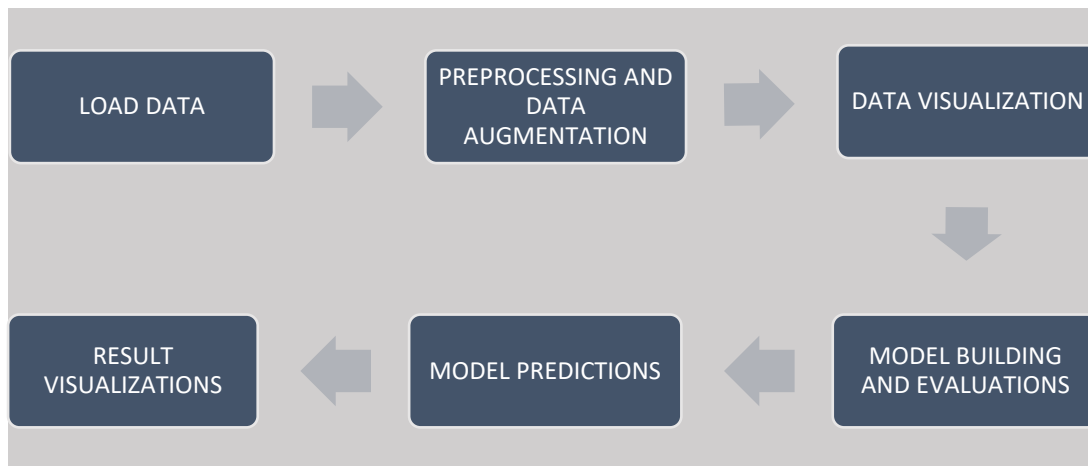 LOAD DATA
PREPROCESSING AND
DATA
AUGMENTATION
DATA VISUALIZATION
MODEL BUILDING
AND EVALUATIONS
MODEL PREDICTIONS
RESULT
VISUALIZATIONS